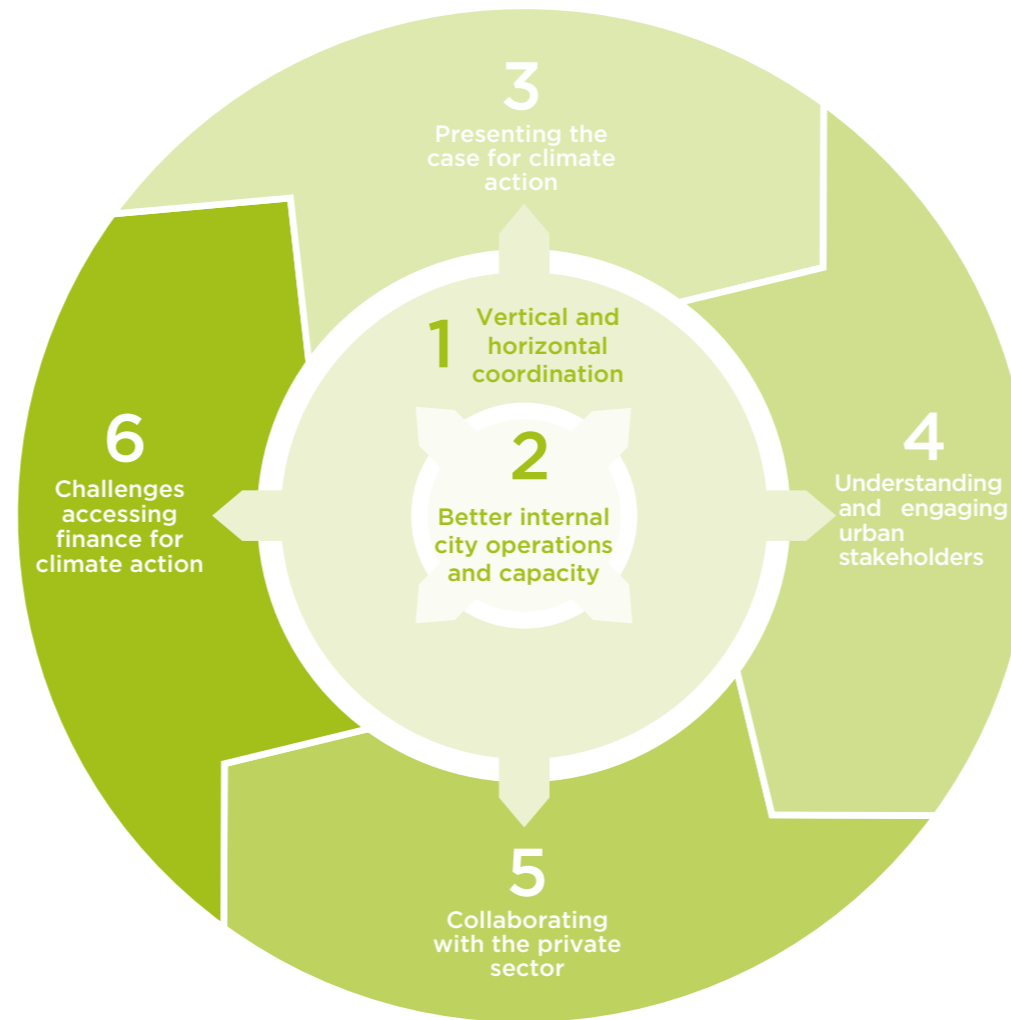 3
Presenting the
case for climate
action
1
Vertical and
horizontal
coordination
2
Better internal
city operations
and capacity
4
Understanding
and engaging
urban
stakeholders
5
Collaborating
with the private
sector
6
Challenges
accessing
finance for
climate action